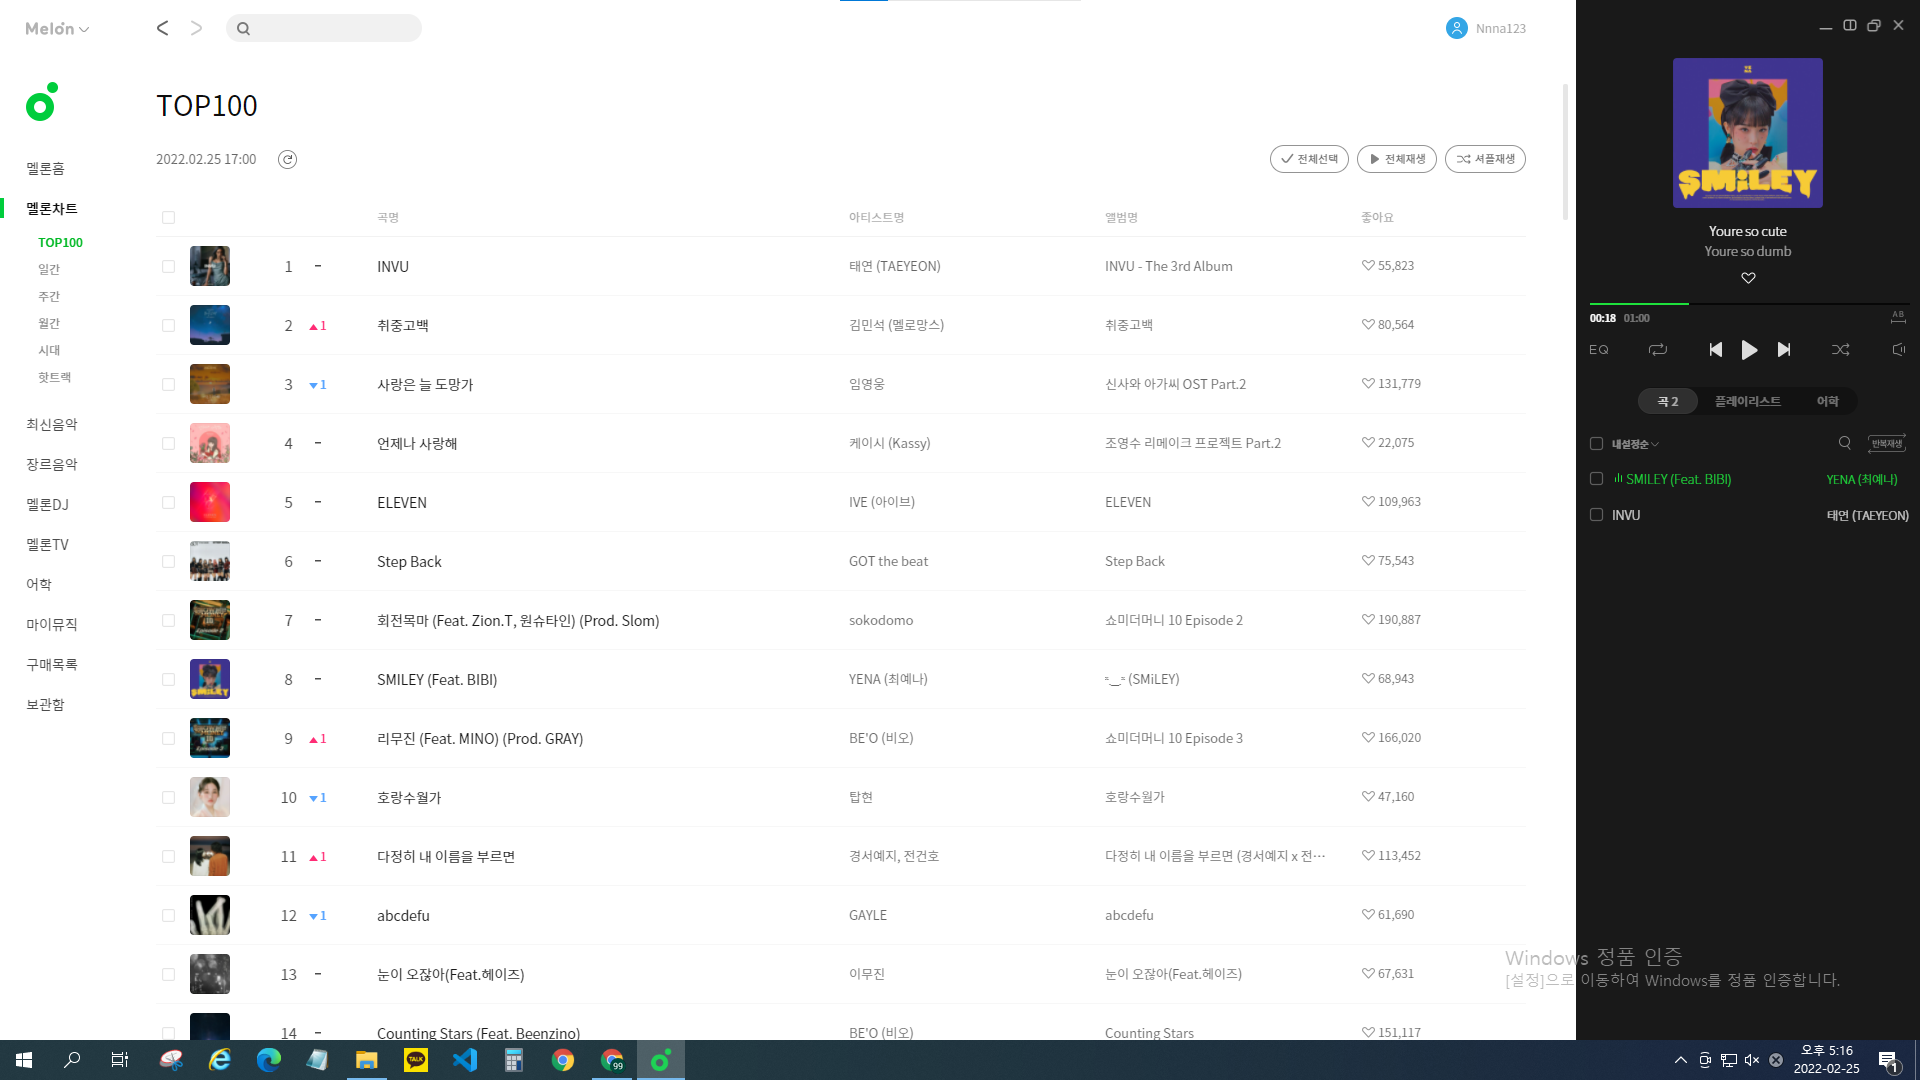 Melon
Nnna123
TOP100
2022.02.25 17:00
전체선택 전체재생 셔플재생
멜론홈
멜론차트
TOP100
일간
주간
월간
시대
핫트랙
최신음악
장르음악
멜론DJ
멜론TV
어학
마이뮤직
구매목록
보관함
곡명 아티스트명 앨범명 좋아요
1 - INVU 태연 (TAEYEON) INVU - The 3rd Album 55,823
2 ▲1 취중고백 김민석 (멜로망스) 취중고백 80,564
3 ▼1 사랑은 늘 도망가 임영웅 신사와 아가씨 OST Part.2 131,779
4 - 언제나 사랑해 케이시 (Kassy) 조영수 리메이크 프로젝트 Part.2 22,075
5 - ELEVEN IVE (아이브) ELEVEN 109,963
6 - Step Back GOT the beat Step Back 75,543
7 - 회전목마 (Feat. Zion.T, 원슈타인) (Prod. Slom) sokodomo 쇼미더머니 10 Episode 2 190,887
8 - SMILEY (Feat. BIBI) YENA (최예나) (SMiLEY) 68,943
9 ▲1 리무진 (Feat. MINO) (Prod. GRAY) BE'O (비오) 쇼미더머니 10 Episode 3 166,020
10 ▼1 호랑수월가 탑현 호랑수월가 47,160
11 ▲1 다정히 내 이름을 부르면 경서예지, 전건호 다정히 내 이름을 부르면 (경서예지 x 전… 113,452
12 ▼1 abcdefu GAYLE abcdefu 61,690
13 - 눈이 오잖아(Feat.헤이즈) 이무진 눈이 오잖아(Feat.헤이즈) 67,631
14 - Counting Stars (Feat. Beenzino) BE'O (비오) Counting Stars 151,117
SMiLEY
Youre so cute
Youre so dumb
00:18 01:00
AB
EQ
곡 2 플레이리스트 어학
내설정순 반복재생
SMILEY (Feat. BIBI) YENA (최예나)
INVU 태연 (TAEYEON)
Windows 정품 인증
[설정]으로 이동하여 Windows를 정품 인증합니다.
TALK
99
오후 5:16
2022-02-25
1